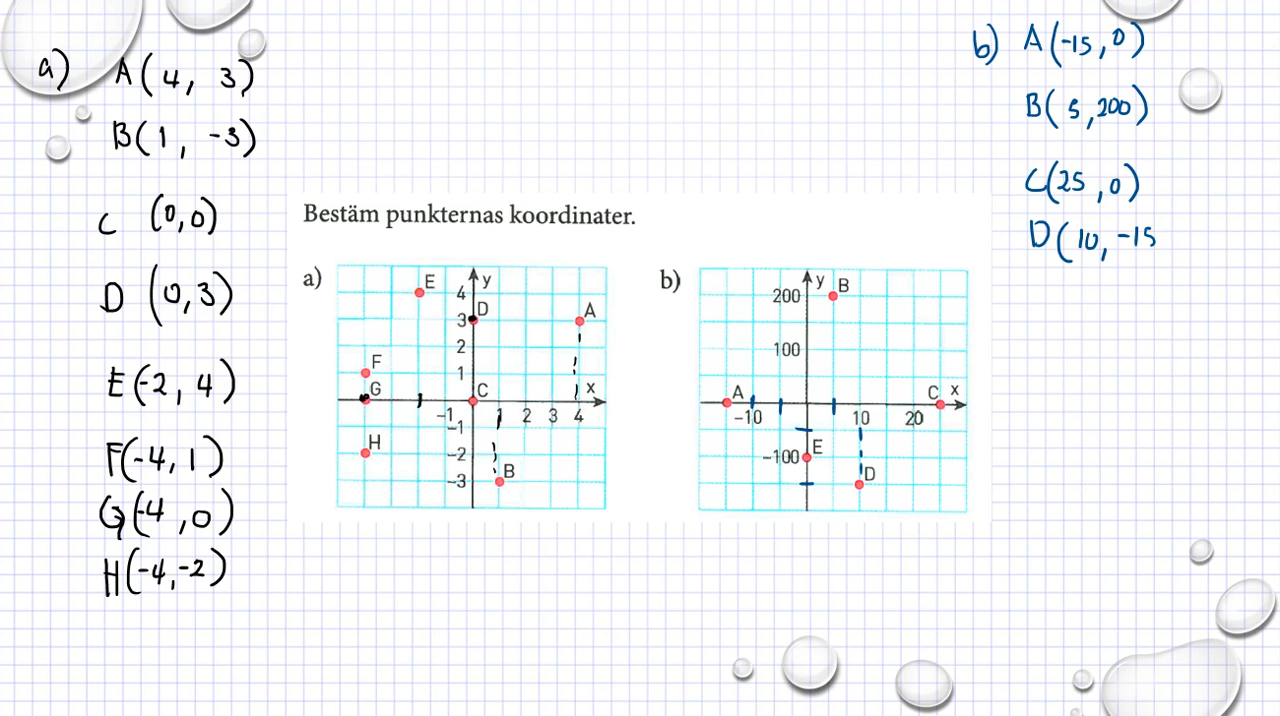 a) A(4, 3)
B(1, -3)
C (0,0)
D (0,3)
E(-2, 4)
F(-4, 1)
G(-4, 0)
H(-4, -2)
Bestäm punkternas koordinater.
a)
y
E
4
D
3
A
2
F
1
G
C
x
-1
1
2
3
4
-1
H
-2
B
-3
b)
y
B
200
100
A
C
x
-10
10
20
E
-100
D
b) A(-15, 0)
B(5, 200)
C(25, 0)
D(10, -15